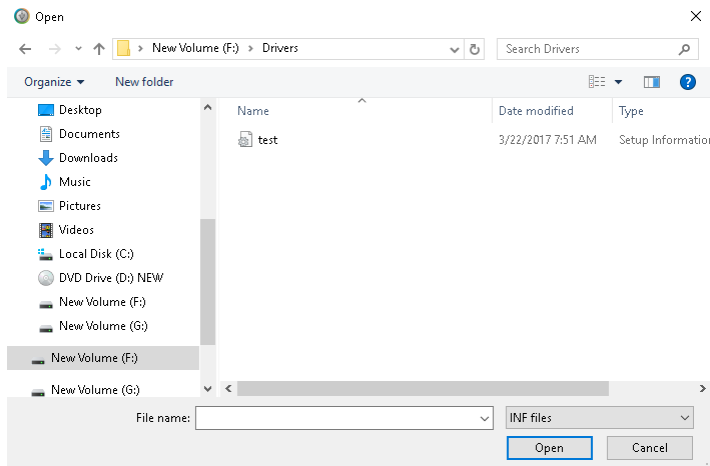 Open
New Volume (F:) Drivers
Search Drivers
Organize
New folder
Name
Date modified
Type
test
3/22/2017 7:51 AM
Setup Information
Desktop
Documents
Downloads
Music
Pictures
Videos
Local Disk (C:)
DVD Drive (D:) NEW
New Volume (F:)
New Volume (G:)
New Volume (F:)
New Volume (G:)
File name:
INF files
Open
Cancel